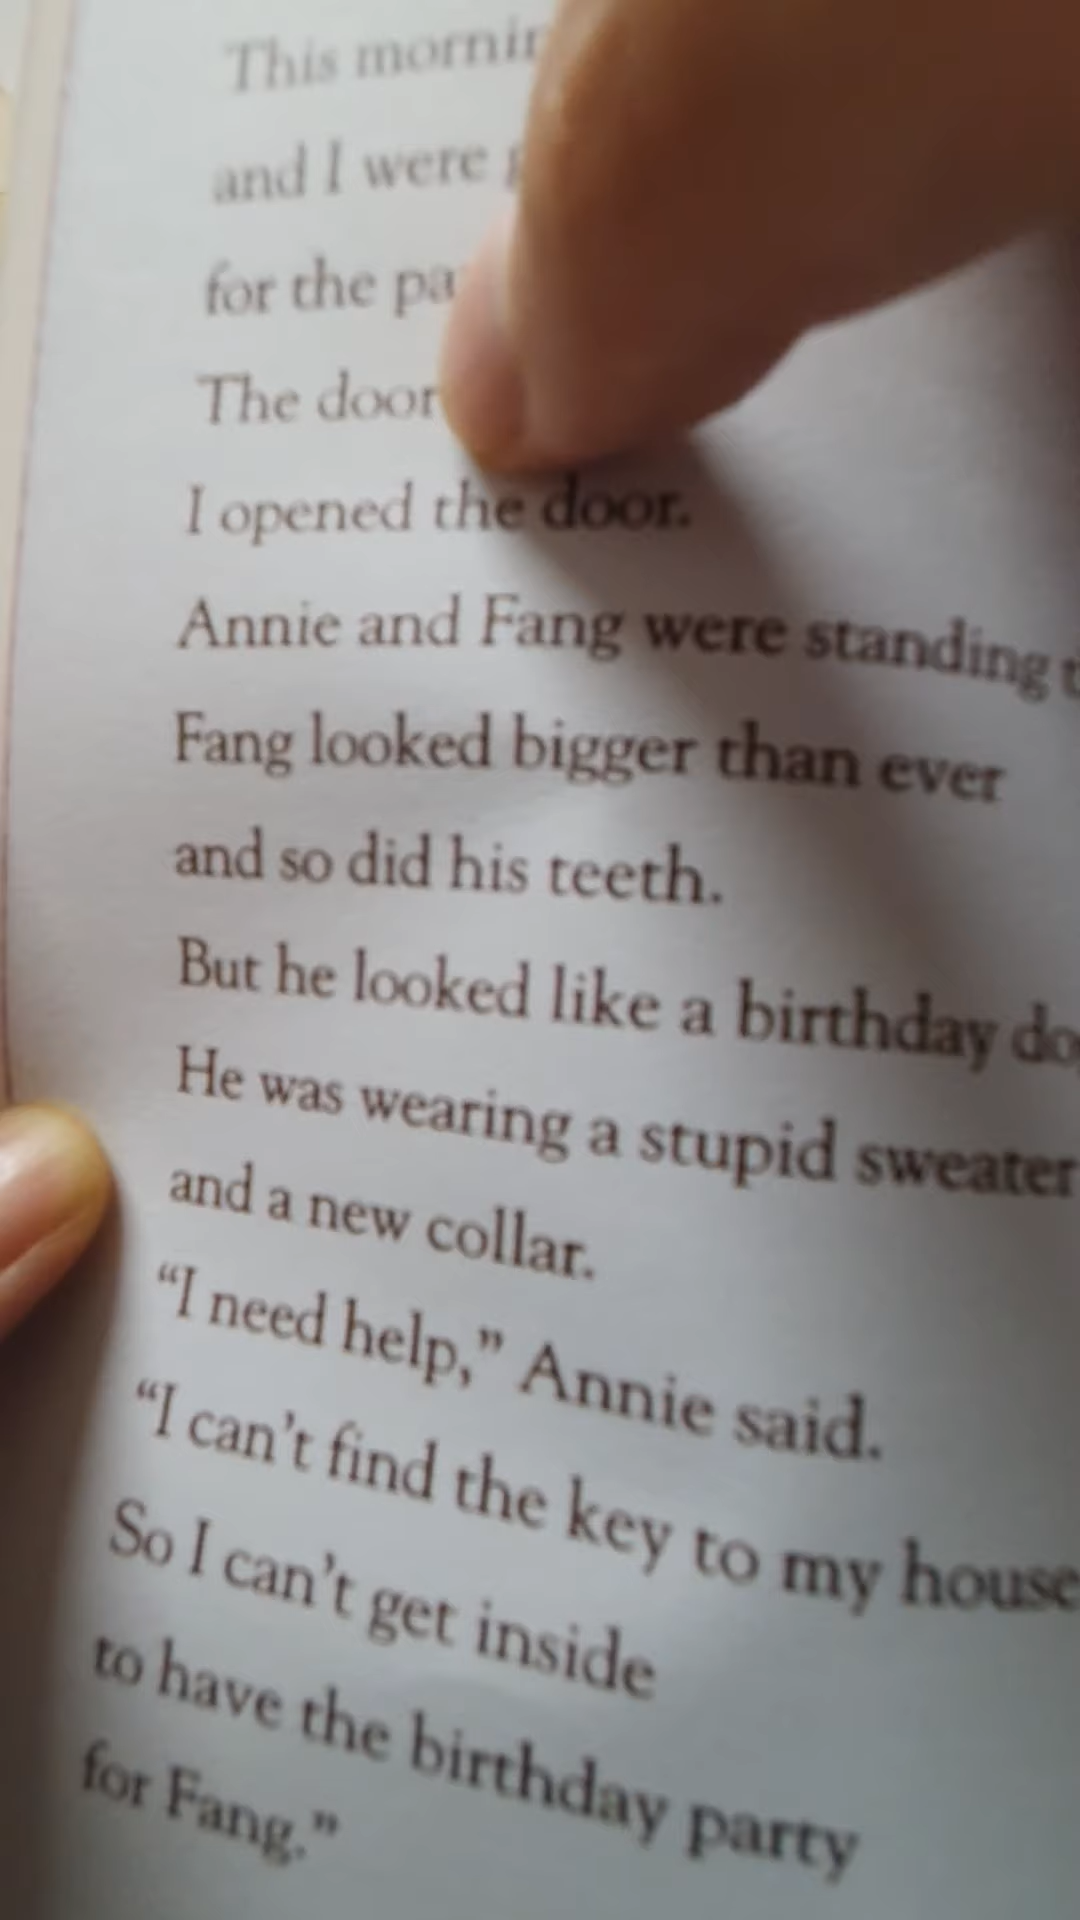 This
and I were
for the
The door
I opened the door.
Annie and Fang were standing
Fang looked bigger than ever
and so did his teeth.
But he looked like a birthday
He was wearing a stupid sweater
and a new collar.
“I need help,” Annie said.
“I can’t find the key to my house
So I can’t get inside
to have the birthday party
for Fang.”